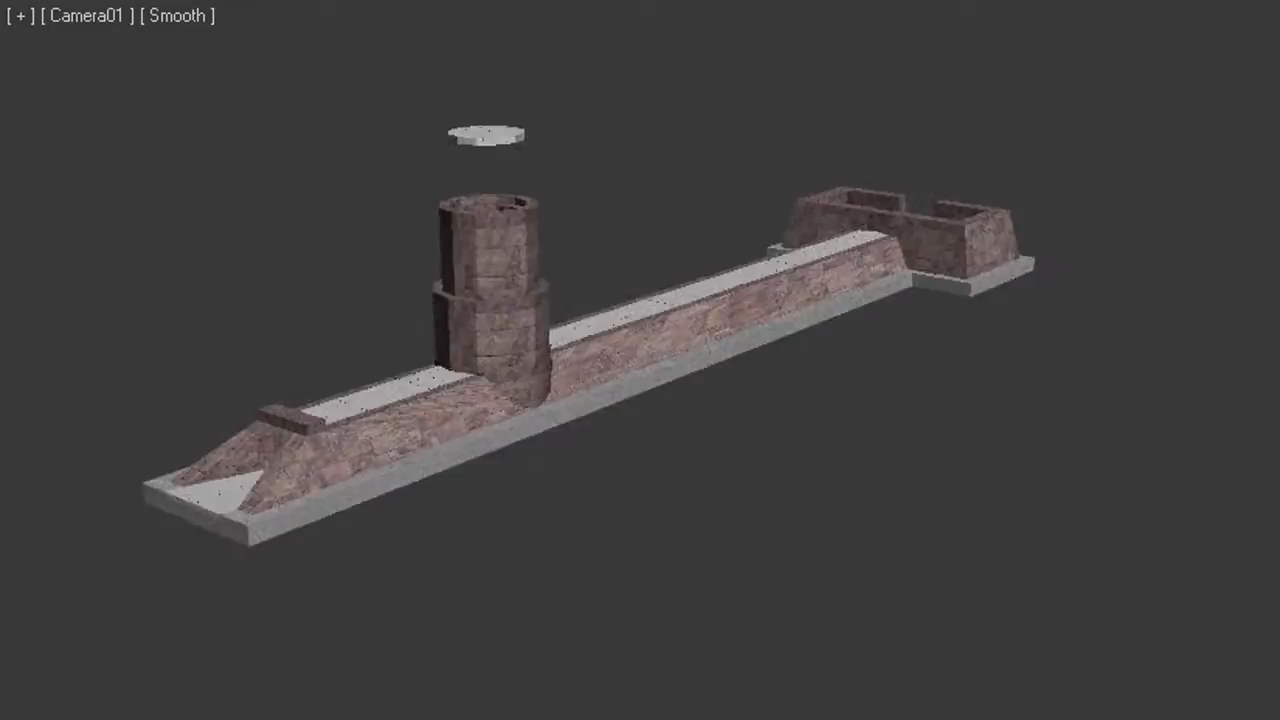 [ + ] [ Camera01 ] [ Smooth ]